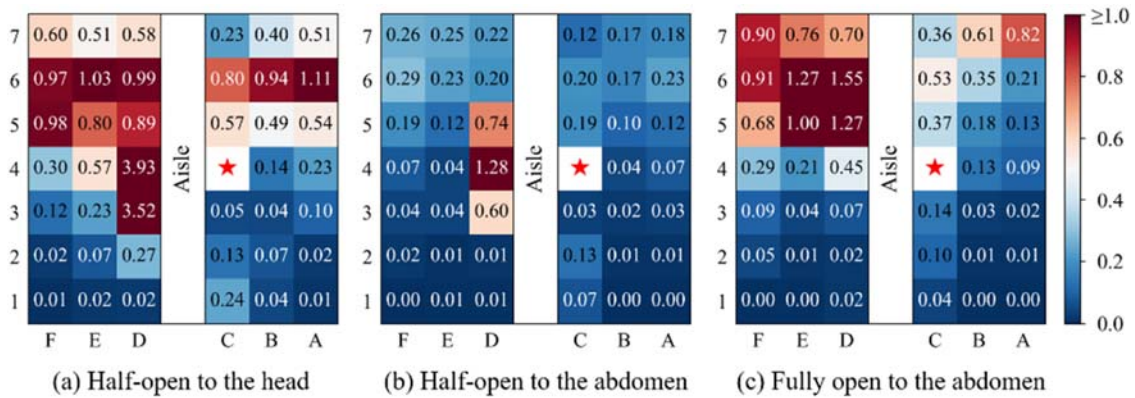 7 0.60 0.51 0.58 0.23 0.40 0.51
6 0.97 1.03 0.99 0.80 0.94 1.11
5 0.98 0.80 0.89 0.57 0.49 0.54
4 0.30 0.57 3.93 0.14 0.23
3 0.12 0.23 3.52 0.05 0.04 0.10
2 0.02 0.07 0.27 0.13 0.07 0.02
1 0.01 0.02 0.02 0.24 0.04 0.01
Aisle
F E D C B A
(a) Half-open to the head
7 0.26 0.25 0.22 0.12 0.17 0.18
6 0.29 0.23 0.20 0.20 0.17 0.23
5 0.19 0.12 0.74 0.19 0.10 0.12
4 0.07 0.04 1.28 0.04 0.07
3 0.04 0.04 0.60 0.03 0.02 0.03
2 0.02 0.01 0.01 0.13 0.01 0.01
1 0.00 0.01 0.01 0.07 0.00 0.00
Aisle
F E D C B A
(b) Half-open to the abdomen
7 0.90 0.76 0.70 0.36 0.61 0.82
6 0.91 1.27 1.55 0.53 0.35 0.21
5 0.68 1.00 1.27 0.37 0.18 0.13
4 0.29 0.21 0.45 0.13 0.09
3 0.09 0.04 0.07 0.14 0.03 0.02
2 0.05 0.01 0.02 0.10 0.01 0.01
1 0.00 0.00 0.02 0.04 0.00 0.00
Aisle
F E D C B A
(c) Fully open to the abdomen
≥1.0
0.8
0.6
0.4
0.2
0.0